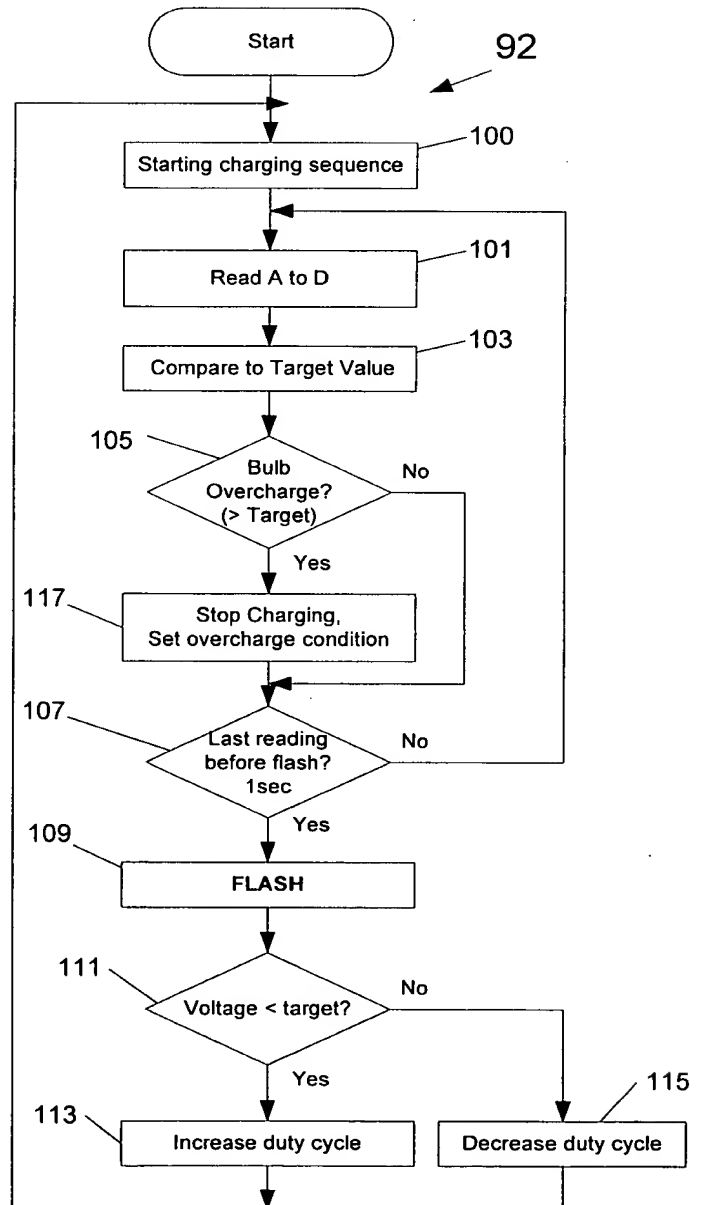 Start
92
100
Starting charging sequence
101
Read A to D
103
Compare to Target Value
105
Bulb
Overcharge?
(> Target)
No
Yes
117
Stop Charging,
Set overcharge condition
107
Last reading
before flash?
1sec
No
Yes
109
FLASH
111
Voltage < target?
No
Yes
113
Increase duty cycle
115
Decrease duty cycle